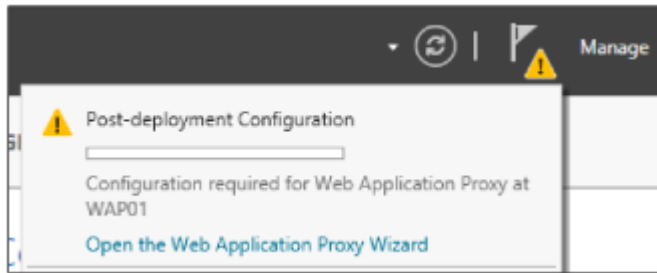 Manage
Post-deployment Configuration
Configuration required for Web Application Proxy at
WAP01
Open the Web Application Proxy Wizard